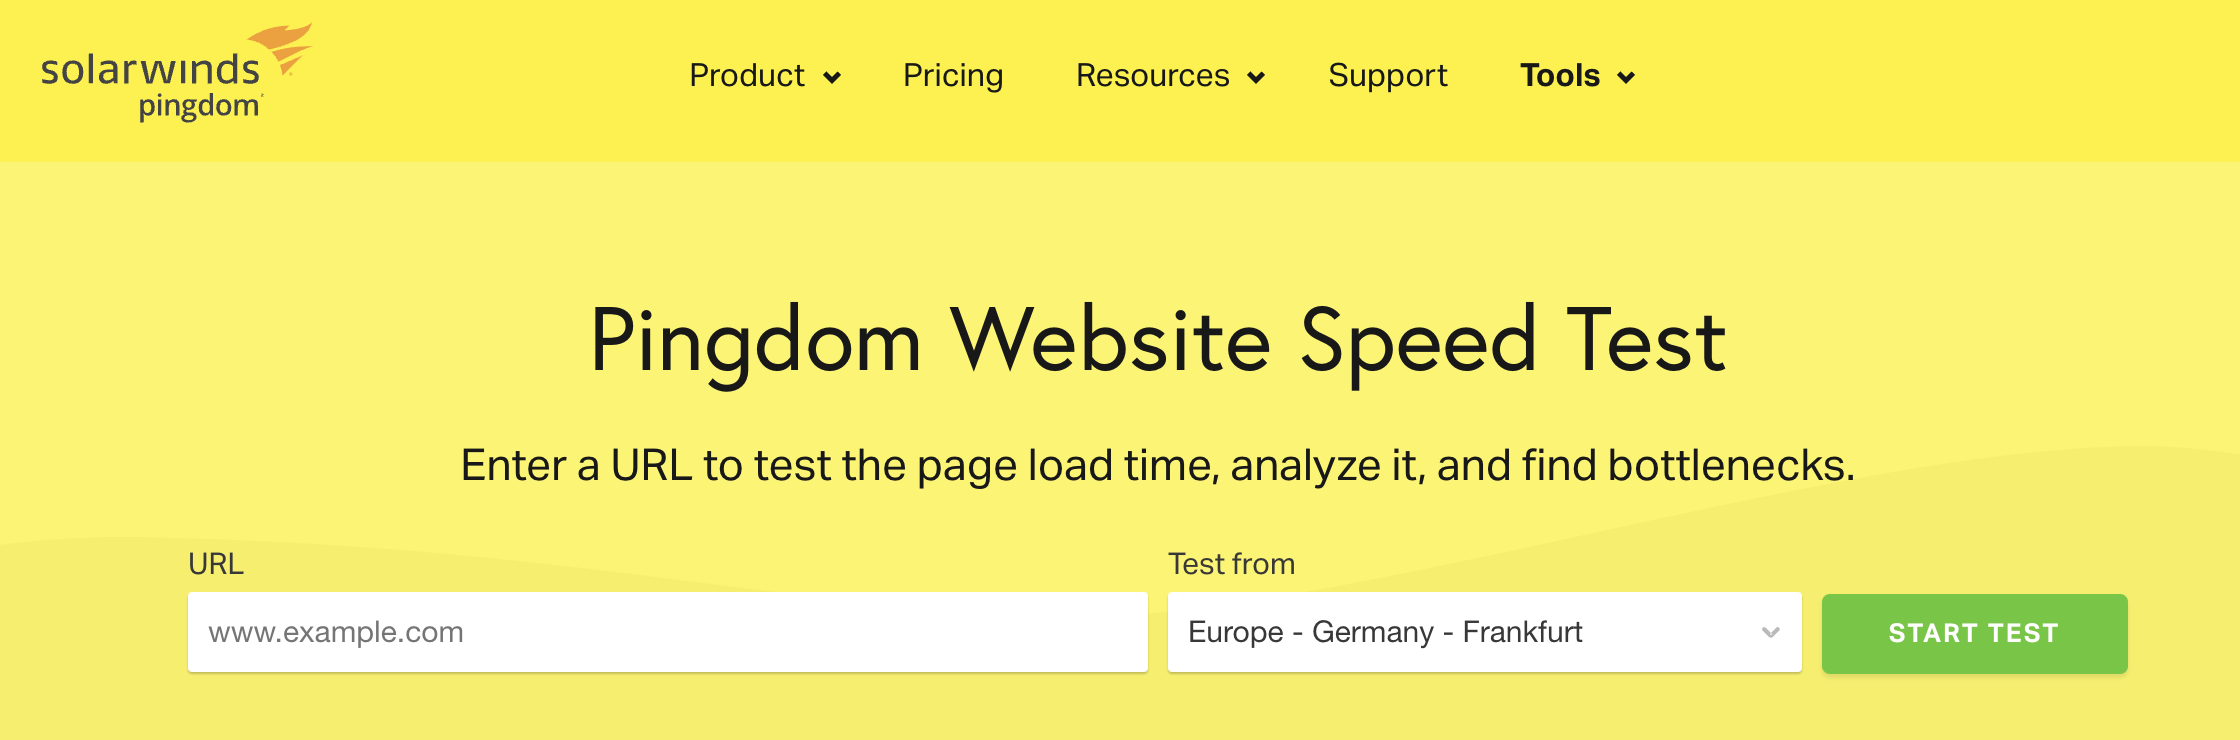 solarwinds
pingdom
Product Pricing Resources Support Tools
Pingdom Website Speed Test
Enter a URL to test the page load time, analyze it, and find bottlenecks.
URL Test from
www.example.com Europe - Germany - Frankfurt START TEST